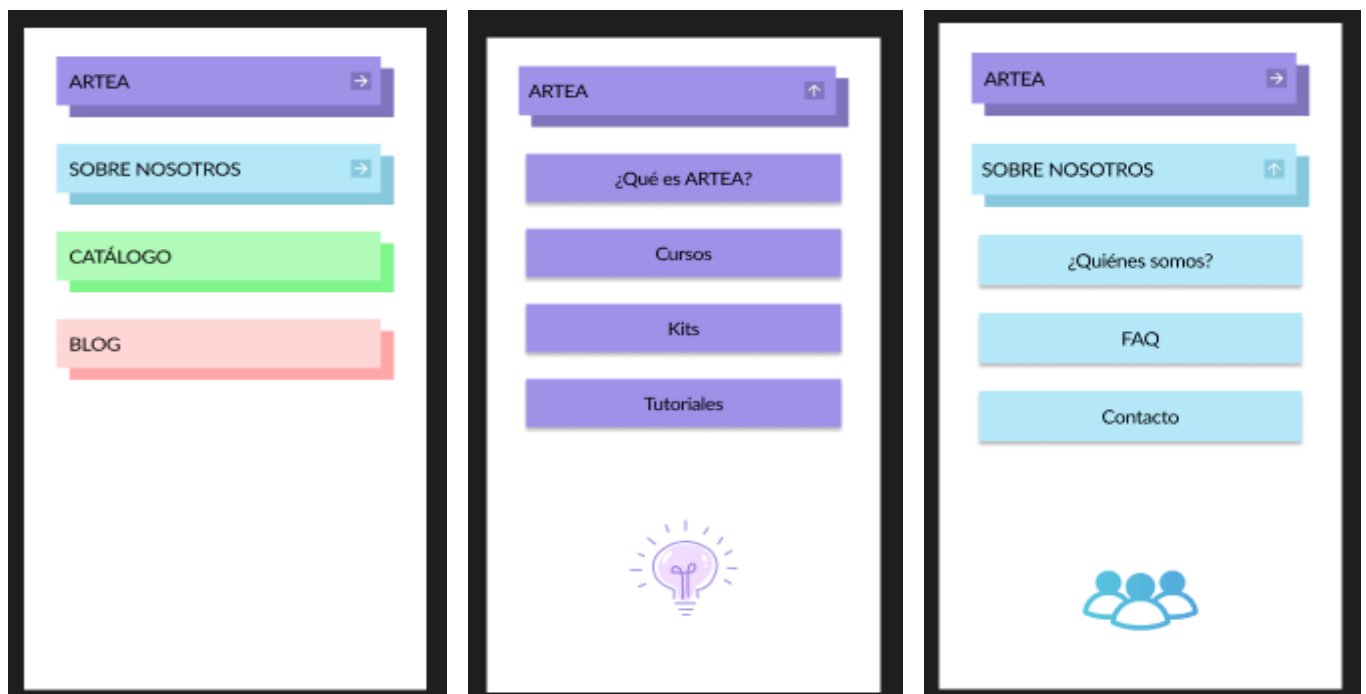 ARTEA
SOBRE NOSOTROS
CATÁLOGO
BLOG
ARTEA
¿Qué es ARTEA?
Cursos
Kits
Tutoriales
ARTEA
SOBRE NOSOTROS
¿Quiénes somos?
FAQ
Contacto